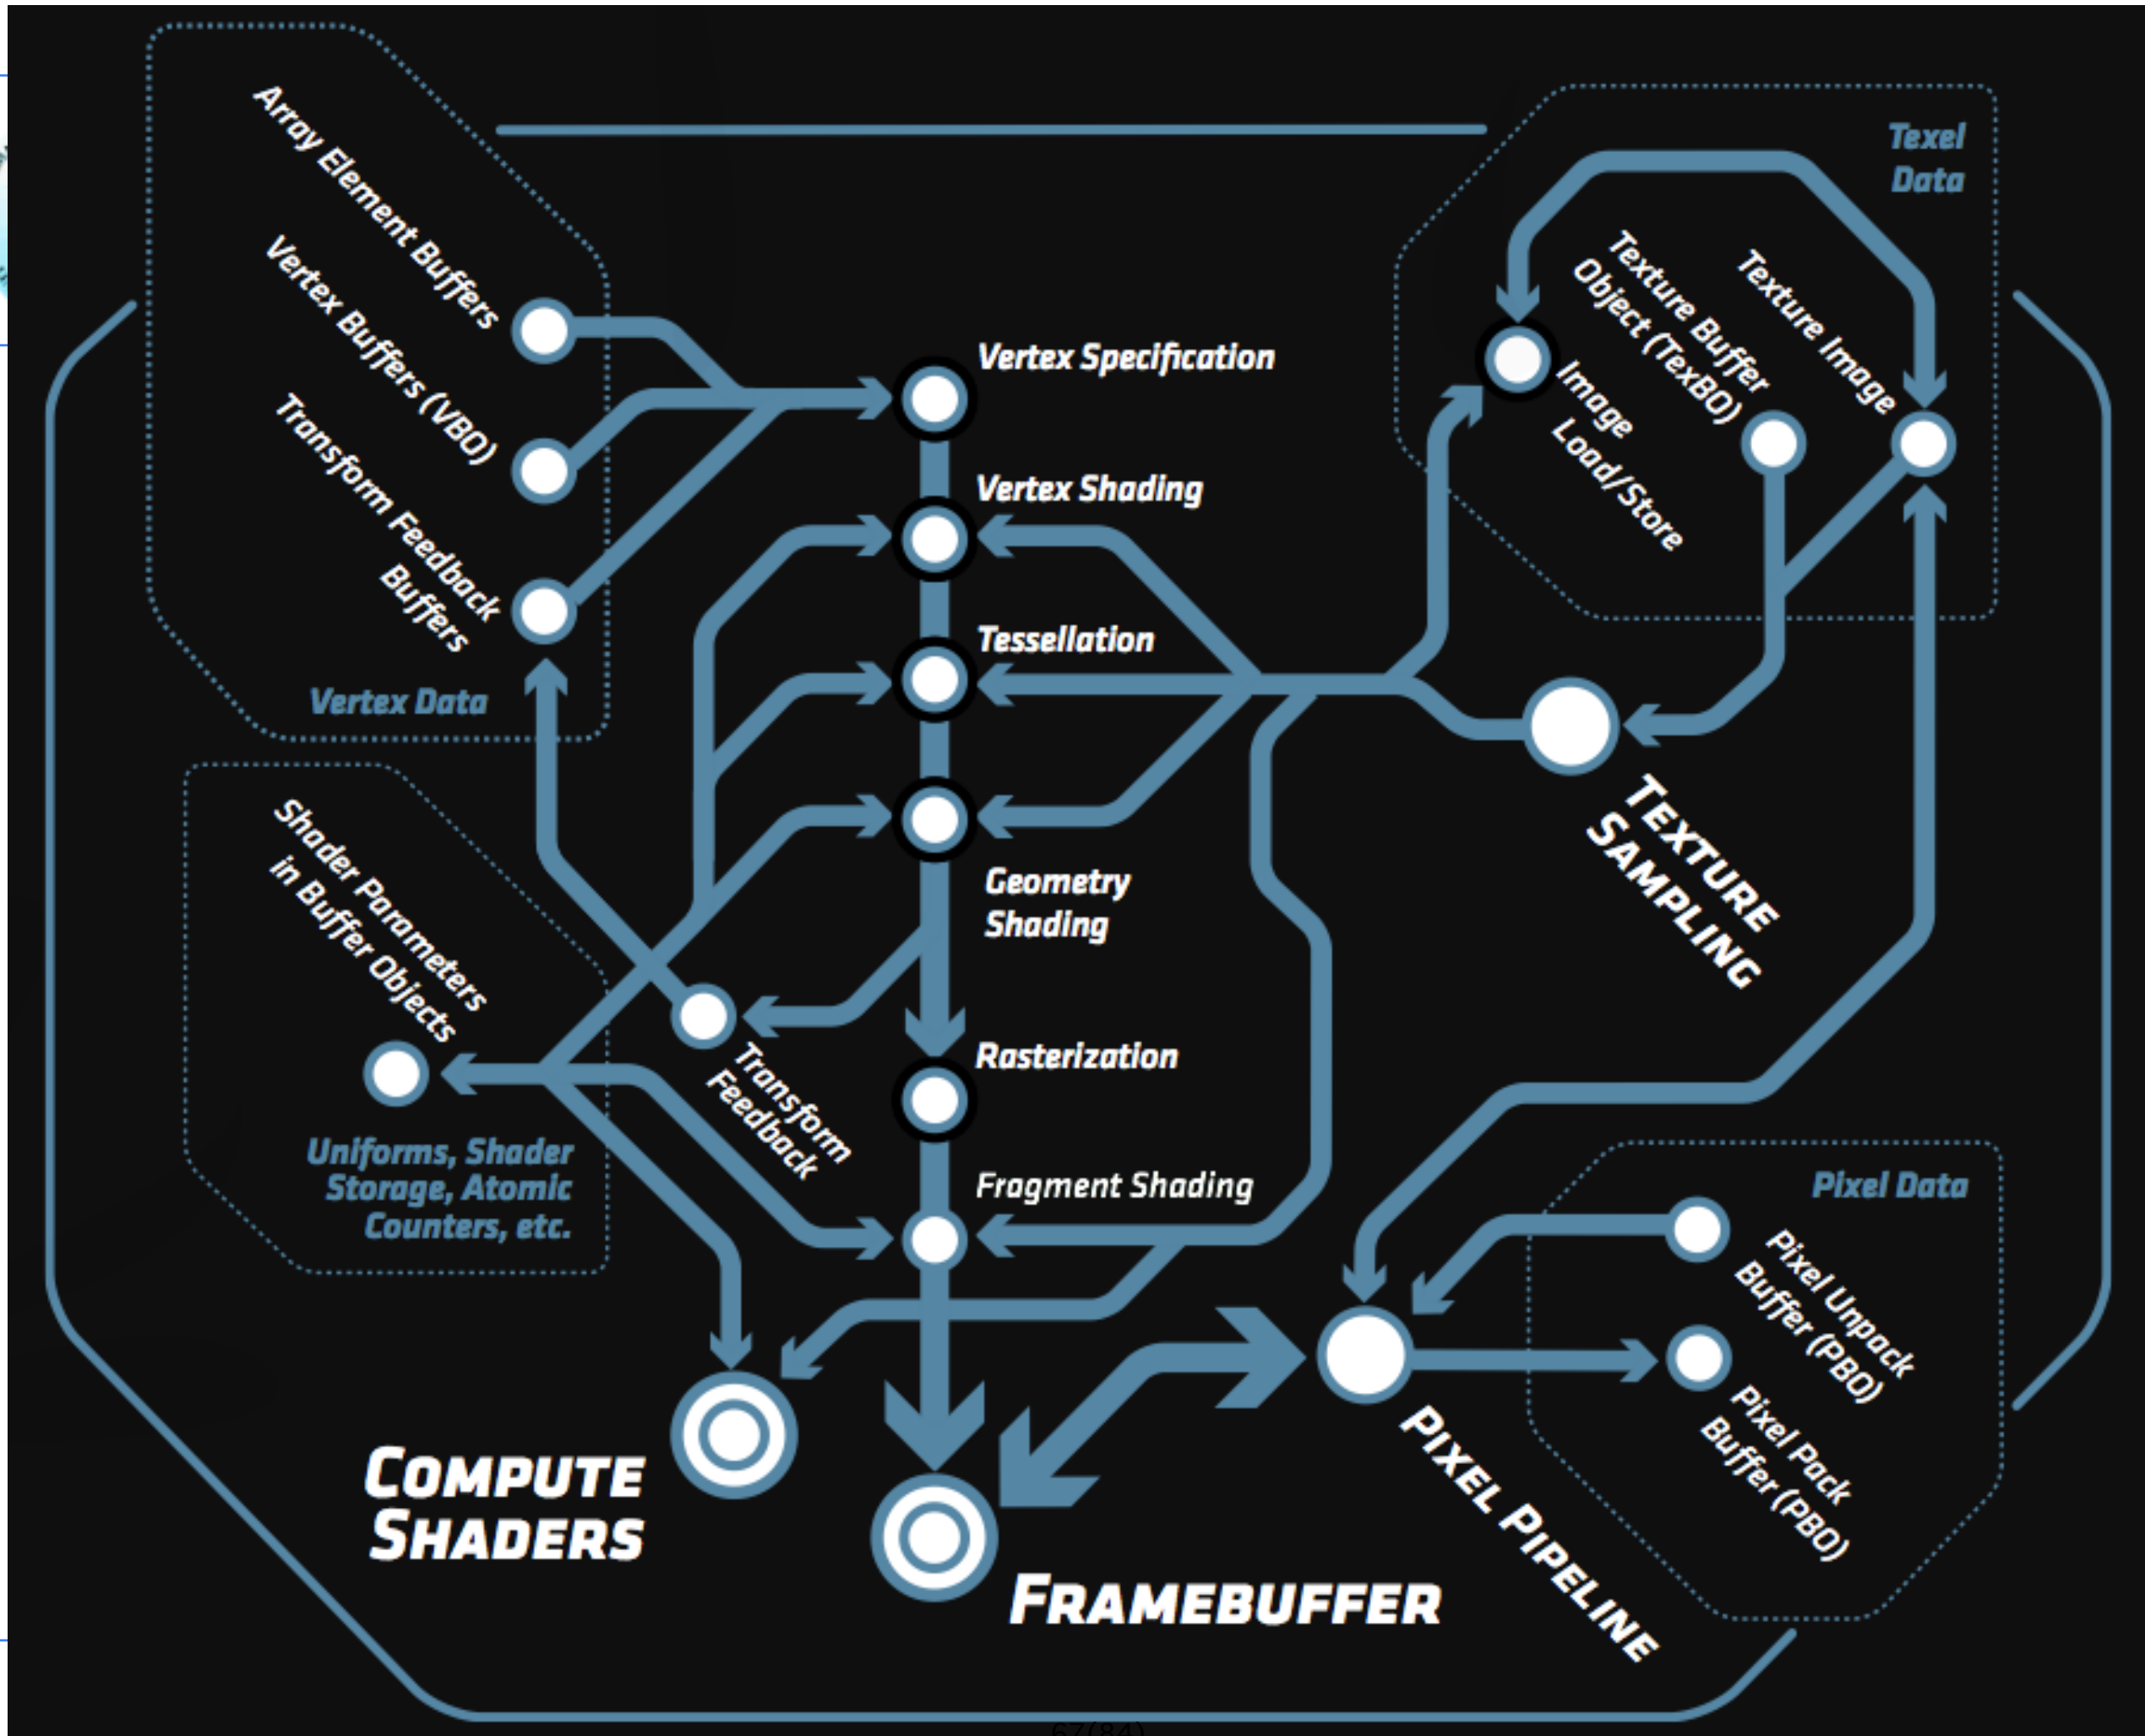 Array Element Buffers
Vertex Buffers (VBO)
Transform Feedback
Buffers
Vertex Data
Shader Parameters
in Buffer Objects
Uniforms, Shader
Storage, Atomic
Counters, etc.
Vertex Specification
Vertex Shading
Tessellation
Geometry
Shading
Transform
Feedback
Rasterization
Fragment Shading
Texel
Data
Texture Buffer
Object (TexBO)
Texture Image
Image
Load/Store
TEXTURE
SAMPLING
Pixel Data
Pixel Unpack
Buffer (PBO)
Pixel Pack
Buffer (PBO)
PIXEL PIPELINE
COMPUTE
SHADERS
FRAMEBUFFER
67(84)